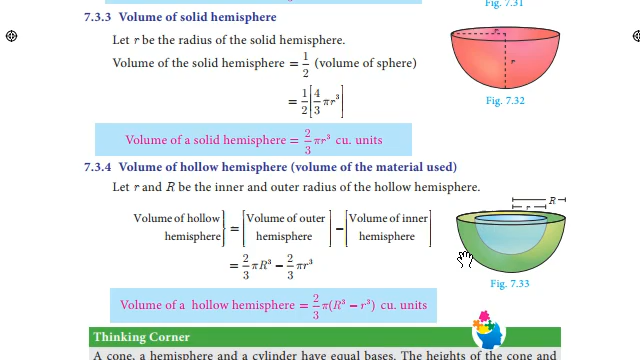 Fig. 7.31
7.3.3 Volume of solid hemisphere
Let r be the radius of the solid hemisphere.
Volume of the solid hemisphere = 1/2 (volume of sphere)
= 1/2 [4/3 πr³]
r
r
Fig. 7.32
Volume of a solid hemisphere = 2/3 πr³ cu. units
7.3.4 Volume of hollow hemisphere (volume of the material used)
Let r and R be the inner and outer radius of the hollow hemisphere.
R
r
Volume of hollow hemisphere} = [Volume of outer hemisphere] − [Volume of inner hemisphere]
= 2/3 πR³ − 2/3 πr³
Fig. 7.33
Volume of a hollow hemisphere = 2/3 π(R³ − r³) cu. units
Thinking Corner
A cone, a hemisphere and a cylinder have equal bases. The heights of the cone and